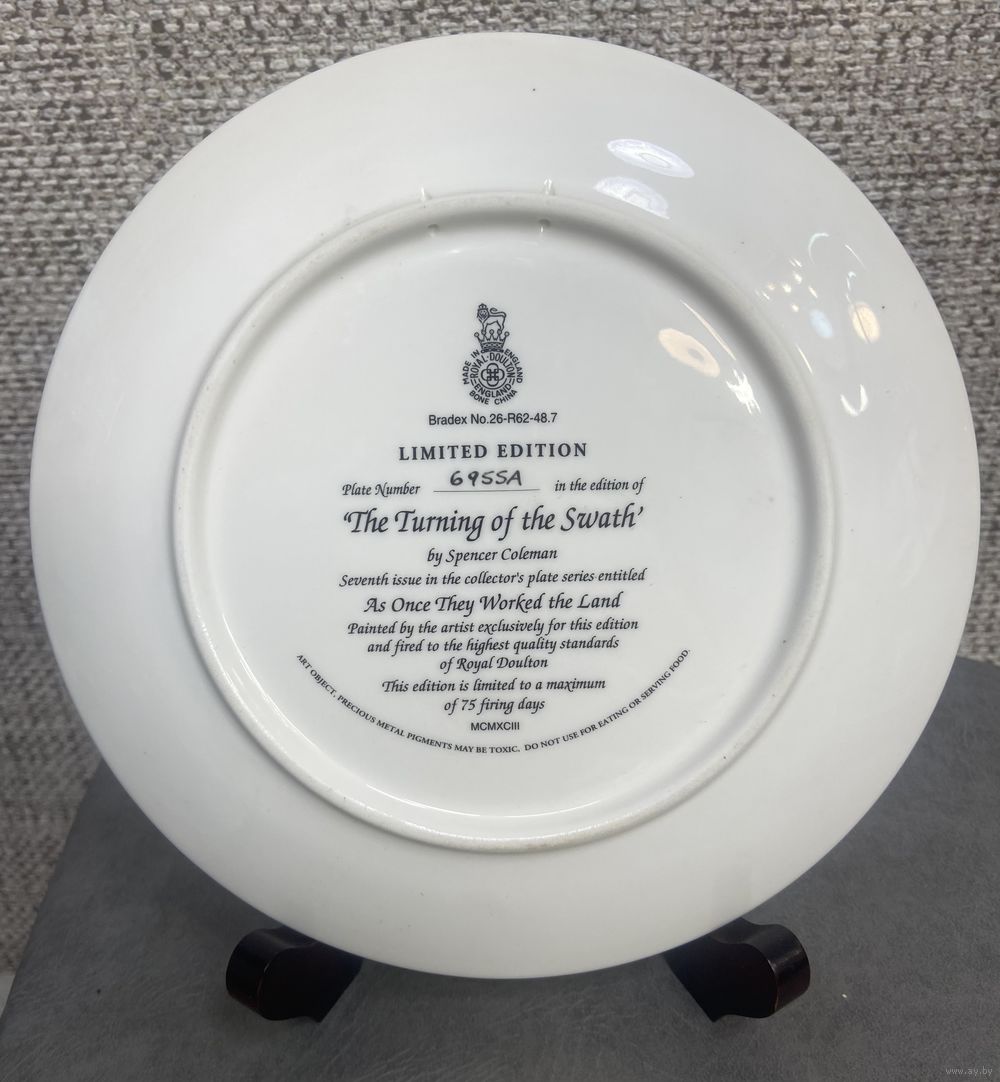 MADE IN ENGLAND
ROYAL·DOULTON
ENGLAND
BONE CHINA
Bradex No.26-R62-48.7
LIMITED EDITION
Plate Number 6955A in the edition of
‘The Turning of the Swath’
by Spencer Coleman
Seventh issue in the collector's plate series entitled
As Once They Worked the Land
Painted by the artist exclusively for this edition
and fired to the highest quality standards
of Royal Doulton
This edition is limited to a maximum
of 75 firing days
MCMXCIII
ART OBJECT, PRECIOUS METAL PIGMENTS MAY BE TOXIC. DO NOT USE FOR EATING OR SERVING FOOD.
www.ay.by